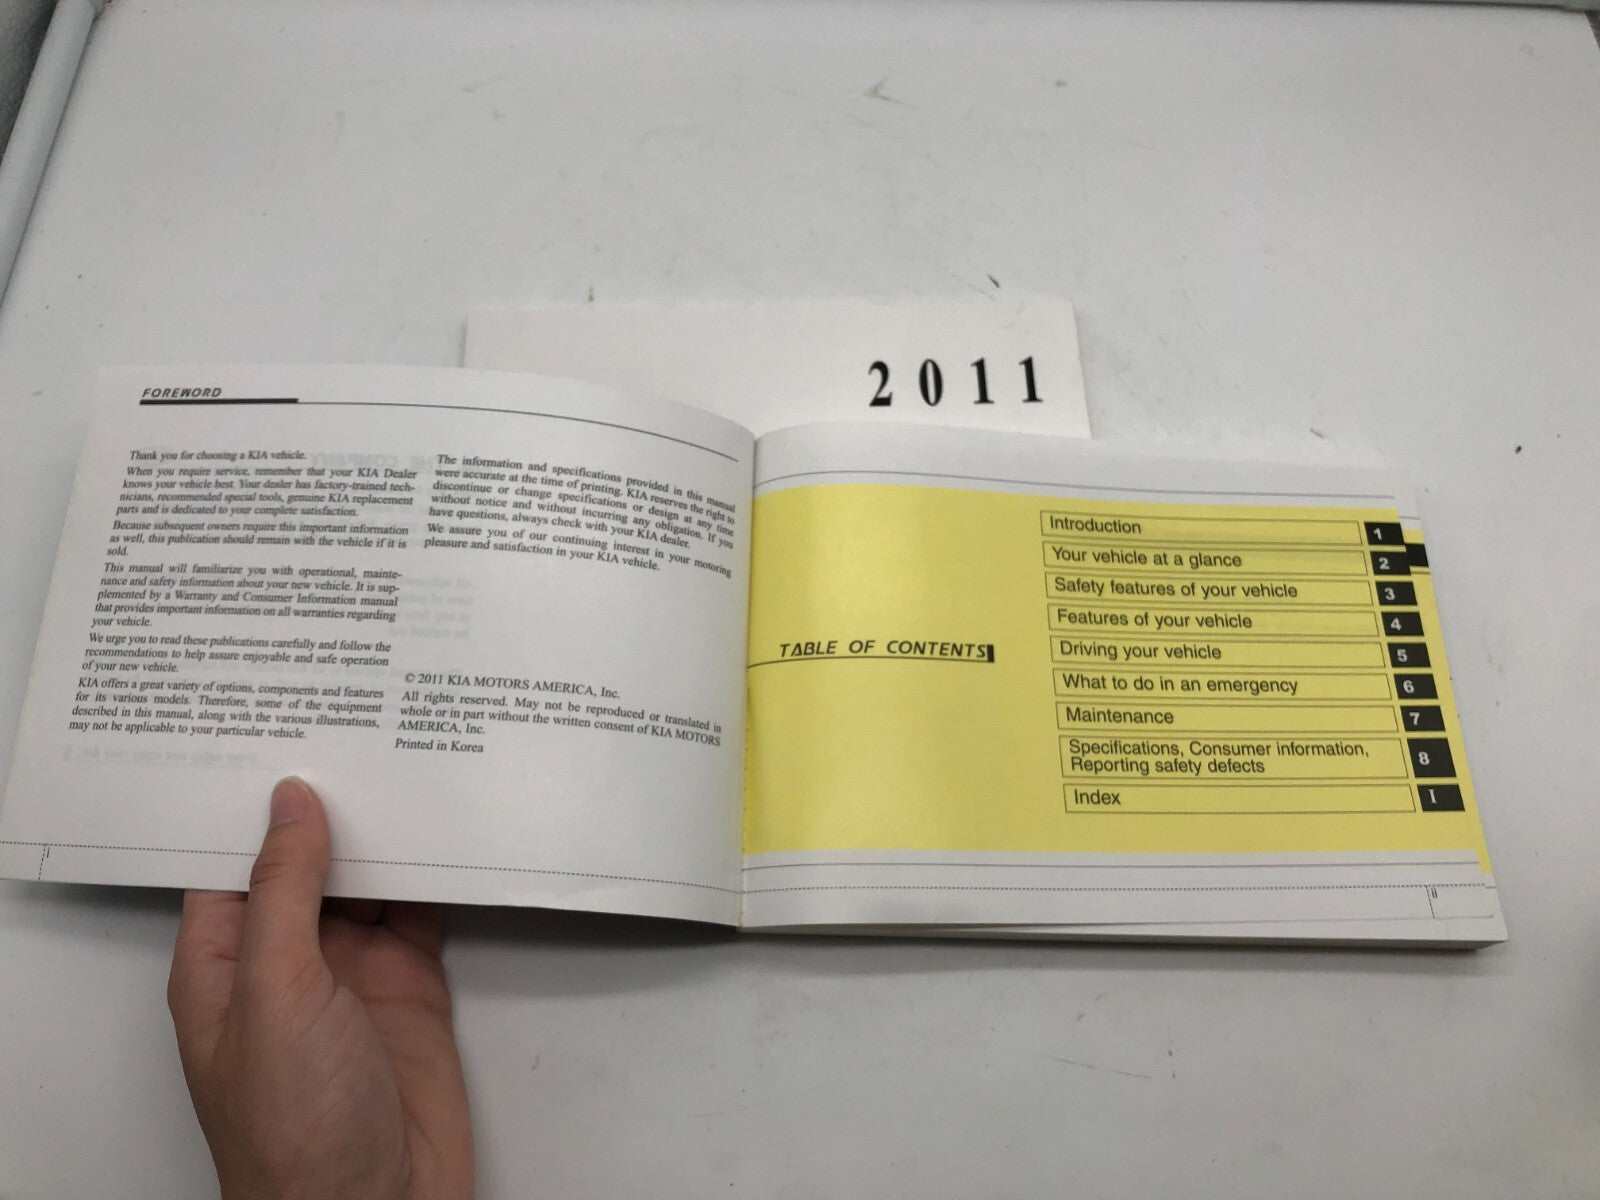 2011
FOREWORD
Thank you for choosing a KIA vehicle.
When you require service, remember that your KIA Dealer
knows your vehicle best. Your dealer has factory-trained tech-
nicians, recommended special tools, genuine KIA replacement
parts and is dedicated to your complete satisfaction.
Because subsequent owners require this important information
as well, this publication should remain with the vehicle if it is
sold.
This manual will familiarize you with operational, mainte-
nance and safety information about your new vehicle. It is sup-
plemented by a Warranty and Consumer Information manual
that provides important information on all warranties regarding
your vehicle.
We urge you to read these publications carefully and follow the
recommendations to help assure enjoyable and safe operation
of your new vehicle.
KIA offers a great variety of options, components and features
for its various models. Therefore, some of the equipment
described in this manual, along with the various illustrations,
may not be applicable to your particular vehicle.
The information and specifications provided in this manual
were accurate at the time of printing. KIA reserves the right to
discontinue or change specifications or design at any time
without notice and without incurring any obligation. If you
have questions, always check with your KIA dealer.
We assure you of our continuing interest in your motoring
pleasure and satisfaction in your KIA vehicle.
© 2011 KIA MOTORS AMERICA, Inc.
All rights reserved. May not be reproduced or translated in
whole or in part without the written consent of KIA MOTORS
AMERICA, Inc.
Printed in Korea
i
TABLE OF CONTENTS
Introduction 1
Your vehicle at a glance 2
Safety features of your vehicle 3
Features of your vehicle 4
Driving your vehicle 5
What to do in an emergency 6
Maintenance 7
Specifications, Consumer information,
Reporting safety defects 8
Index I
ii